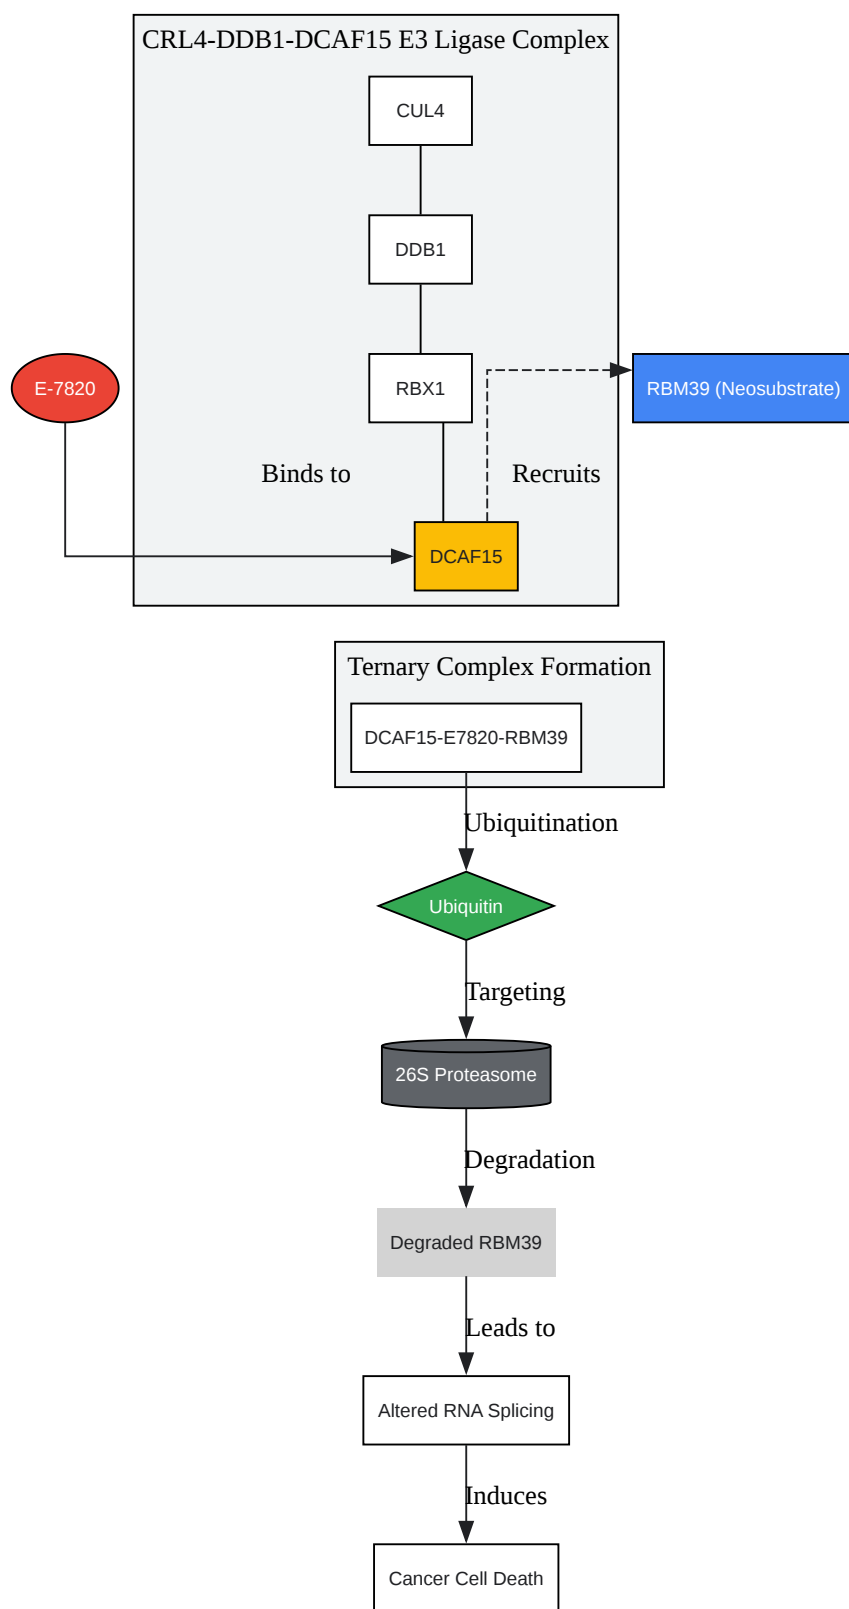 CRL4-DDB1-DCAF15 E3 Ligase Complex
CUL4
DDB1
E-7820
RBX1
RBM39 (Neosubstrate)
Binds to
Recruits
DCAF15
Ternary Complex Formation
DCAF15-E7820-RBM39
Ubiquitination
Ubiquitin
Targeting
26S Proteasome
Degradation
Degraded RBM39
Leads to
Altered RNA Splicing
Induces
Cancer Cell Death